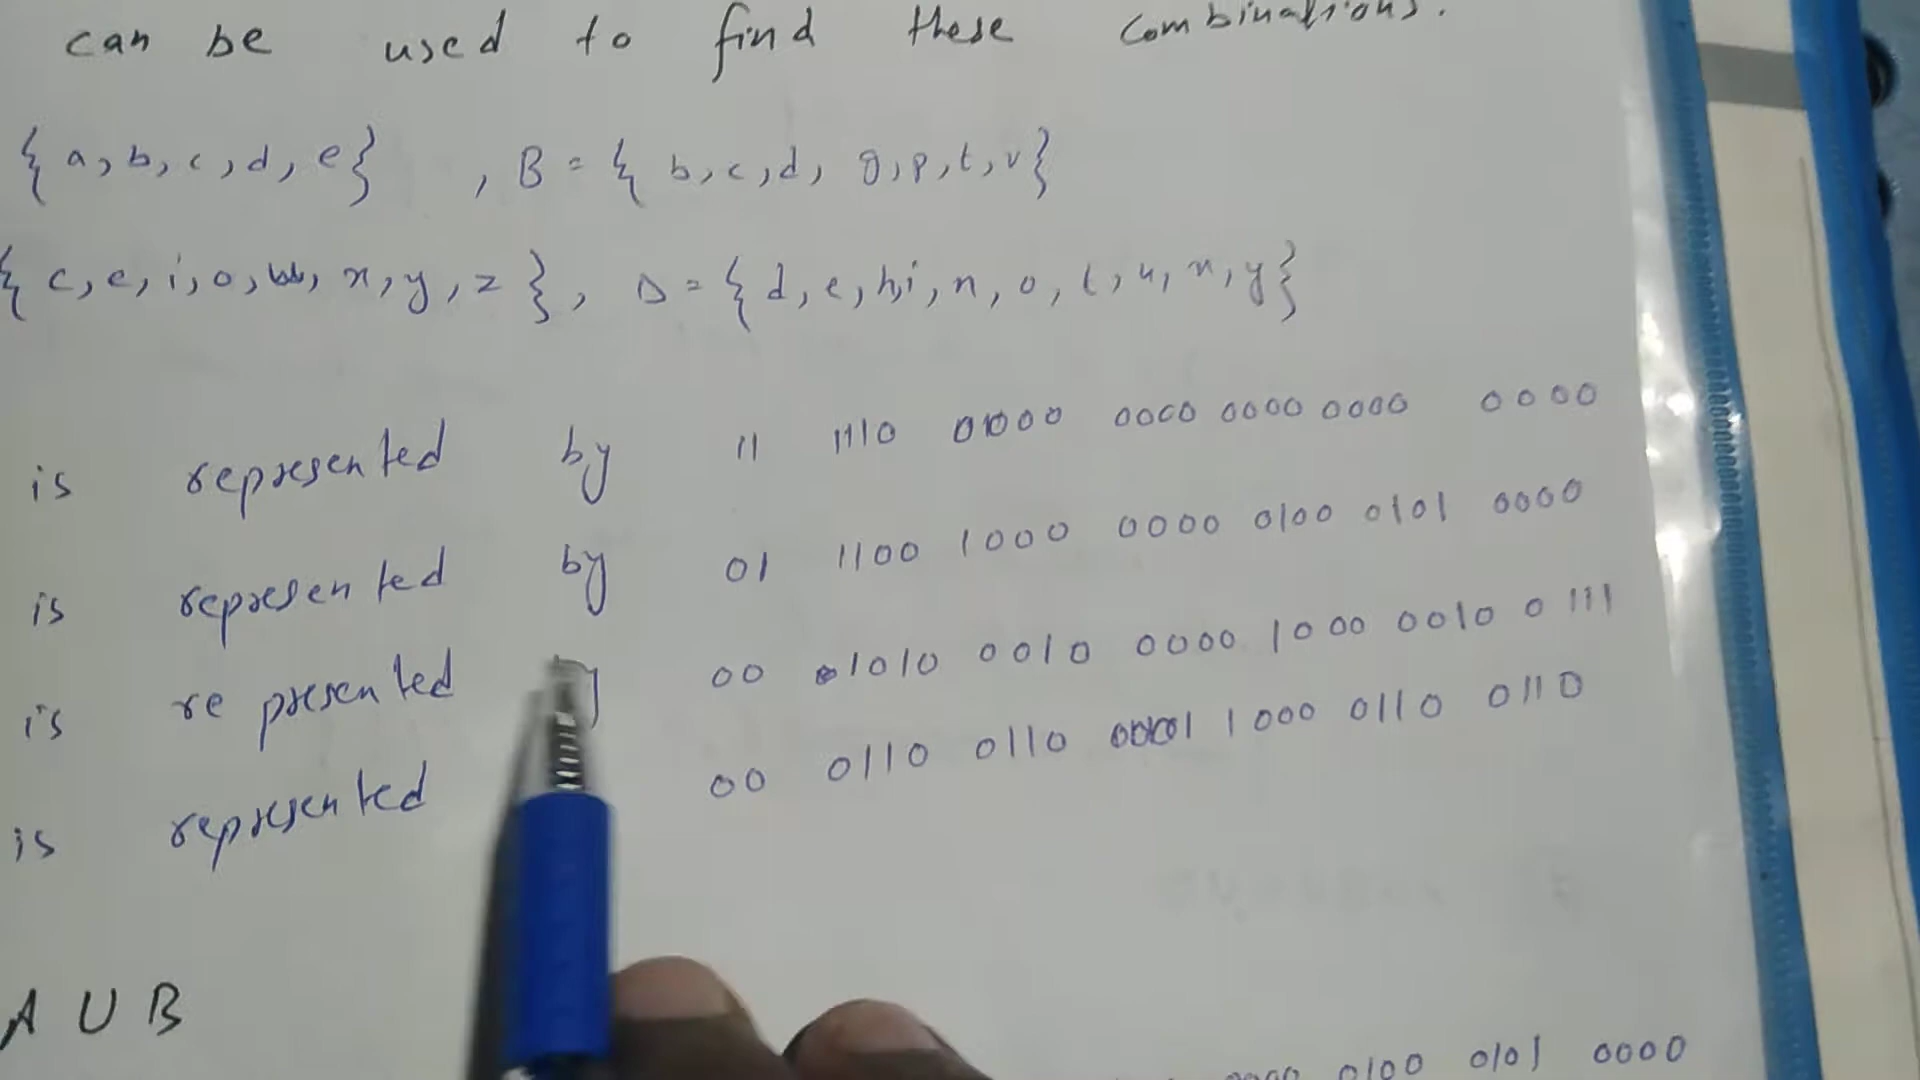 can be used to find these combinations.
{ a, b, c, d, e } , B = { b, c, d, g, p, t, v }
{ c, e, i, o, u, x, y, z } , D = { d, e, h, i, n, o, t, u, x, y }
is represented by 11 1110 0000 0000 0000 0000 0000
is represented by 01 1100 1000 0000 0100 0101 0000
is represented by 00 1010 0010 0000 1000 0010 0111
is represented 00 0110 0110 0001 1000 0110 0110
A U B
0100 0101 0000